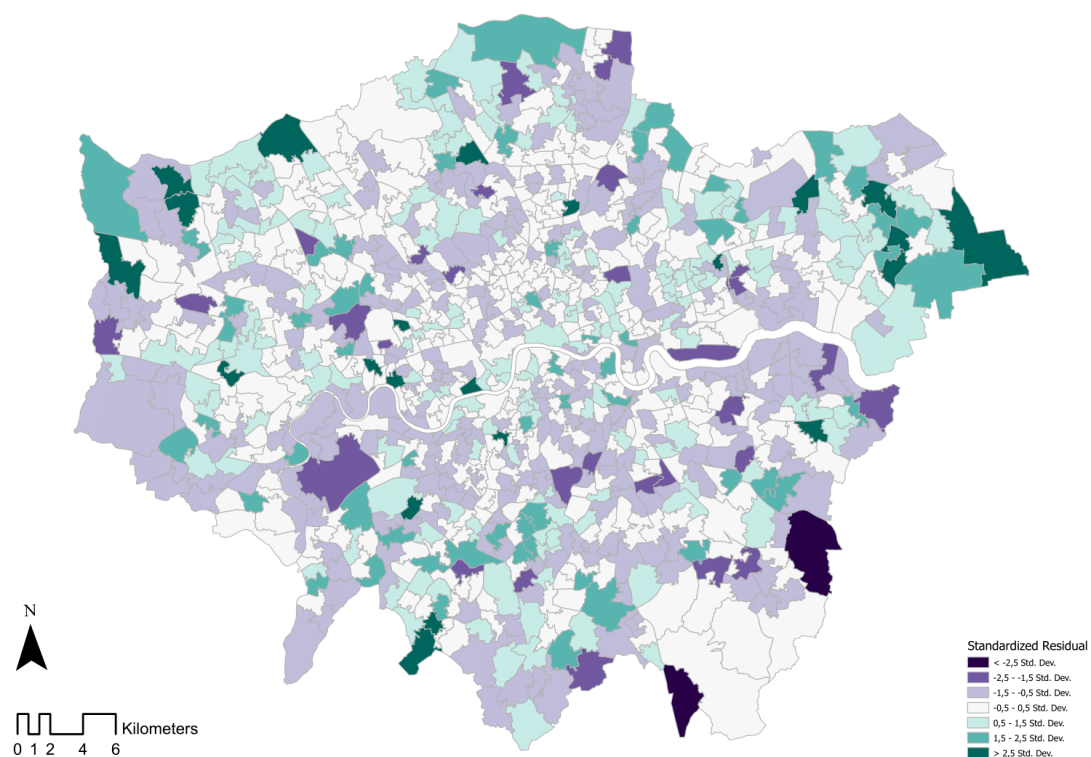 N
Kilometers
0 1 2 4 6
Standardized Residual
< -2,5 Std. Dev.
-2,5 - -1,5 Std. Dev.
-1,5 - -0,5 Std. Dev.
-0,5 - 0,5 Std. Dev.
0,5 - 1,5 Std. Dev.
1,5 - 2,5 Std. Dev.
> 2,5 Std. Dev.